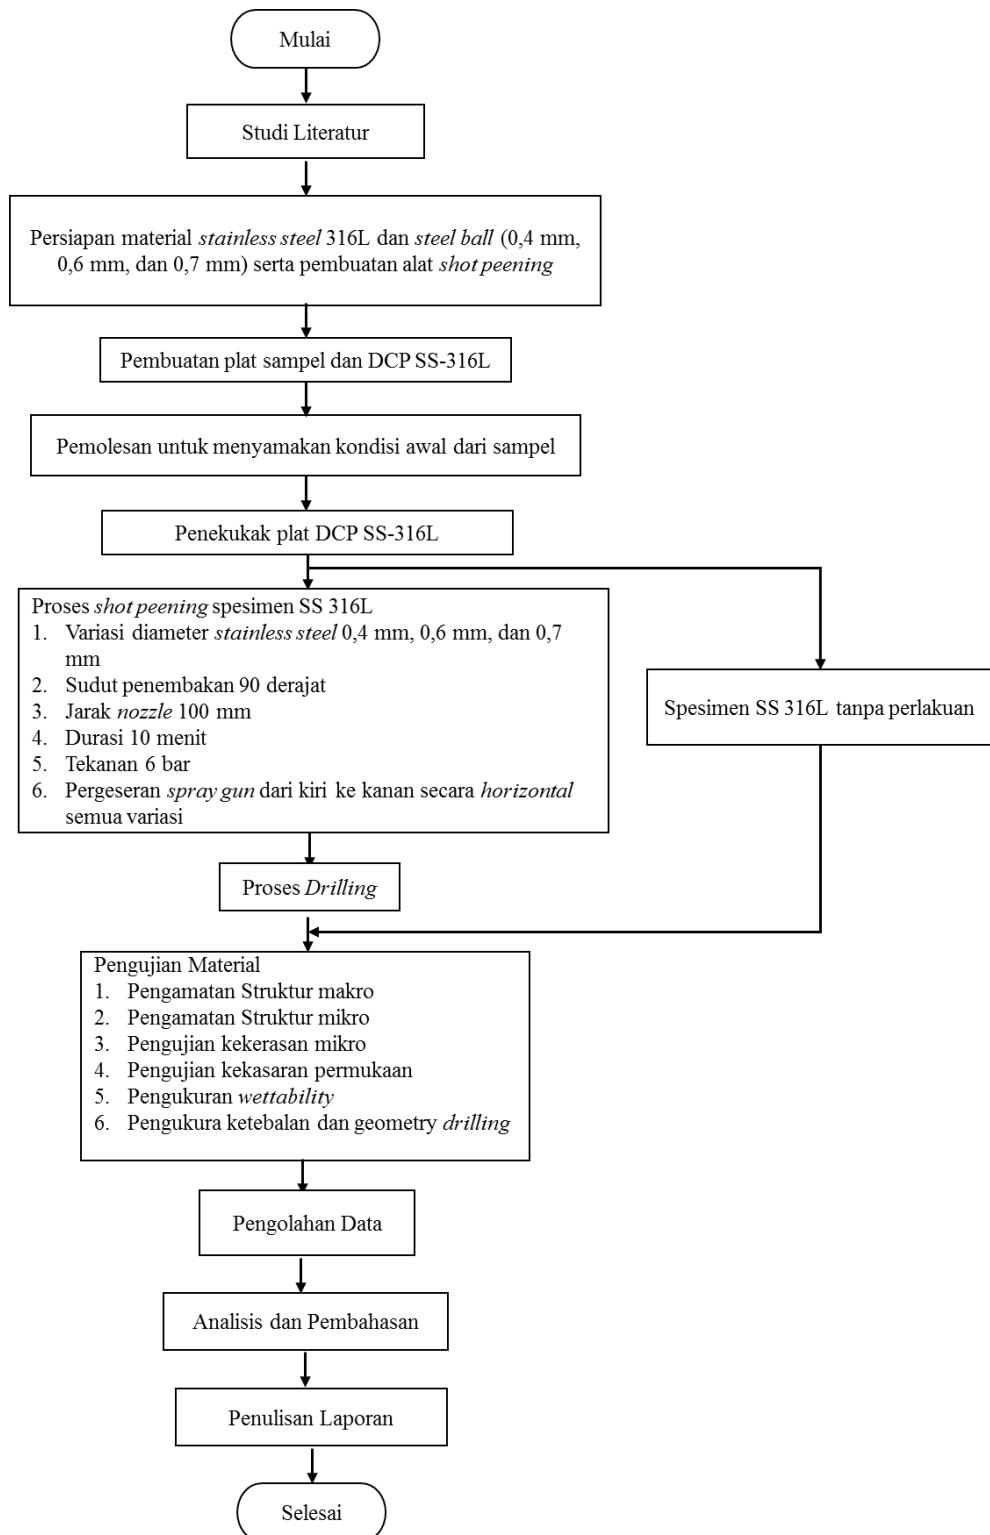 Mulai
Studi Literatur
Persiapan material stainless steel 316L dan steel ball (0,4 mm,
0,6 mm, dan 0,7 mm) serta pembuatan alat shot peening
Pembuatan plat sampel dan DCP SS-316L
Pemolesan untuk menyamakan kondisi awal dari sampel
Penekukak plat DCP SS-316L
Proses shot peening spesimen SS 316L
1. Variasi diameter stainless steel 0,4 mm, 0,6 mm, dan 0,7
mm
2. Sudut penembakan 90 derajat
3. Jarak nozzle 100 mm
4. Durasi 10 menit
5. Tekanan 6 bar
6. Pergeseran spray gun dari kiri ke kanan secara horizontal
semua variasi
Spesimen SS 316L tanpa perlakuan
Proses Drilling
Pengujian Material
1. Pengamatan Struktur makro
2. Pengamatan Struktur mikro
3. Pengujian kekerasan mikro
4. Pengujian kekasaran permukaan
5. Pengukuran wettability
6. Pengukura ketebalan dan geometry drilling
Pengolahan Data
Analisis dan Pembahasan
Penulisan Laporan
Selesai